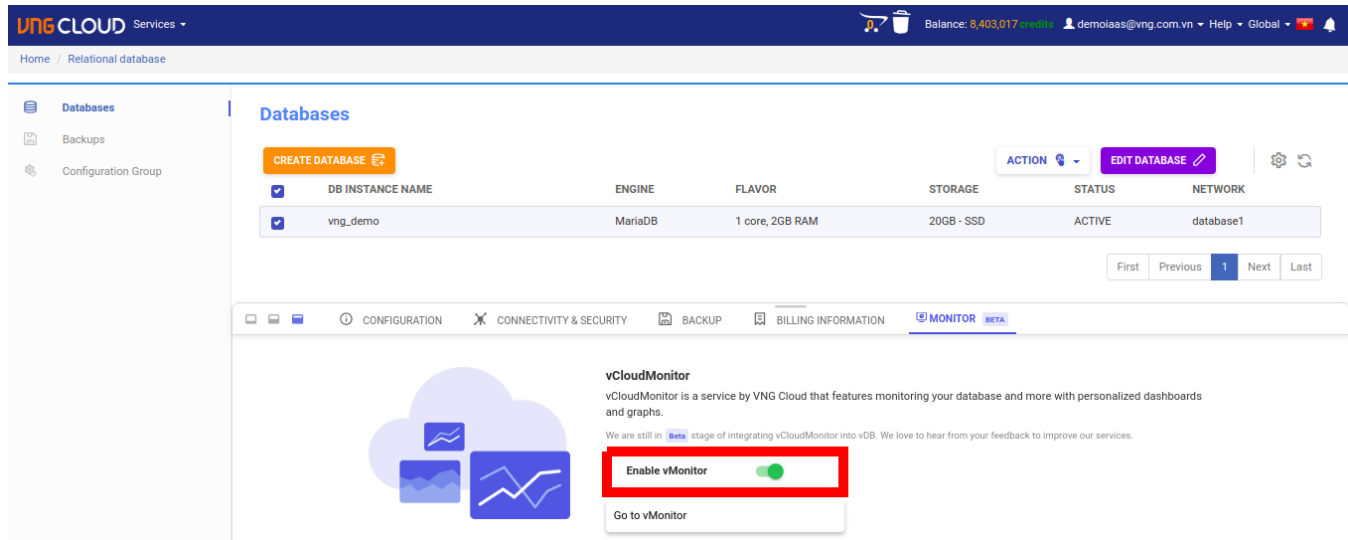 VNG CLOUD Services
Balance: 8,403,017 credits demoiaas@vng.com.vn Help Global
Home / Relational database
Databases
Backups
Configuration Group
Databases
CREATE DATABASE
ACTION
EDIT DATABASE
DB INSTANCE NAME ENGINE FLAVOR STORAGE STATUS NETWORK
vng_demo MariaDB 1 core, 2GB RAM 20GB - SSD ACTIVE database1
First Previous 1 Next Last
CONFIGURATION CONNECTIVITY & SECURITY BACKUP BILLING INFORMATION MONITOR BETA
vCloudMonitor
vCloudMonitor is a service by VNG Cloud that features monitoring your database and more with personalized dashboards
and graphs.
We are still in Beta stage of integrating vCloudMonitor into vDB. We love to hear from your feedback to improve our services.
Enable vMonitor
Go to vMonitor